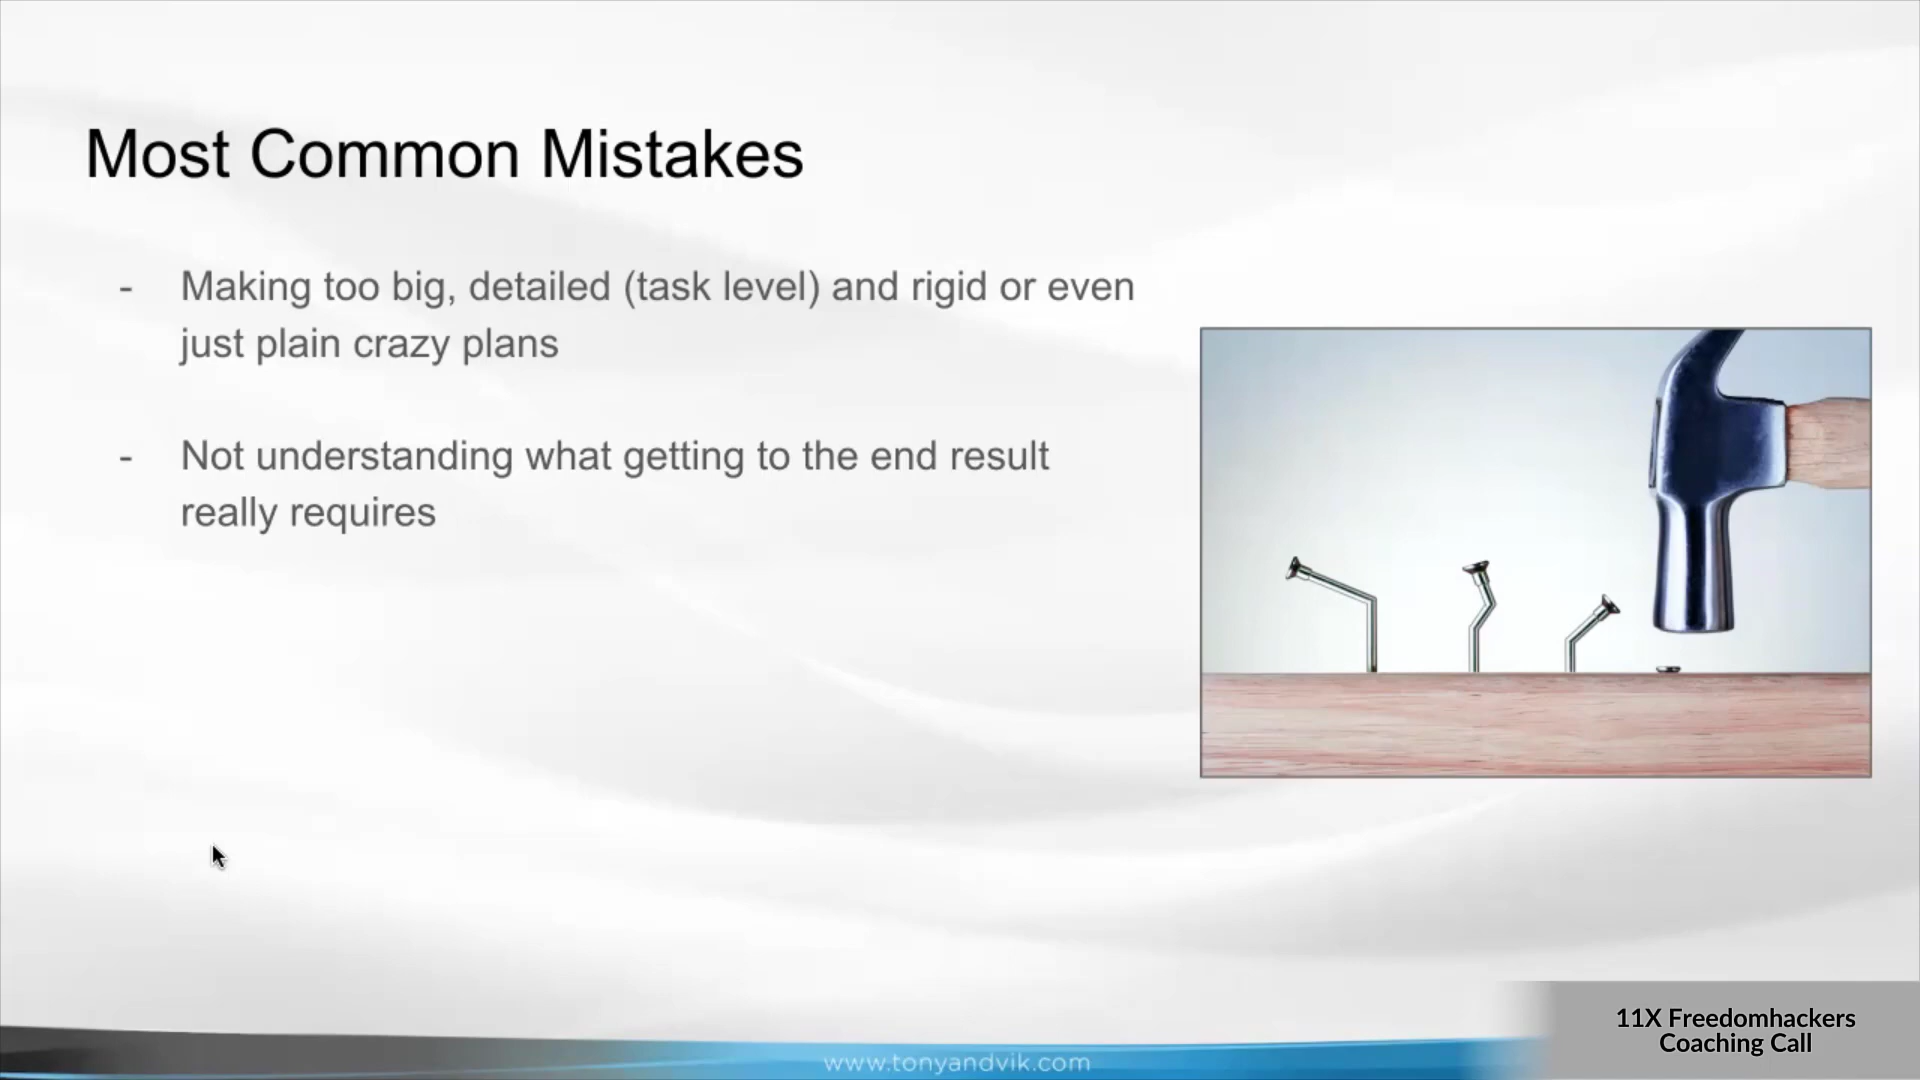 Most Common Mistakes
- Making too big, detailed (task level) and rigid or even
just plain crazy plans
- Not understanding what getting to the end result
really requires
www.tonyandvik.com
11X Freedomhackers
Coaching Call